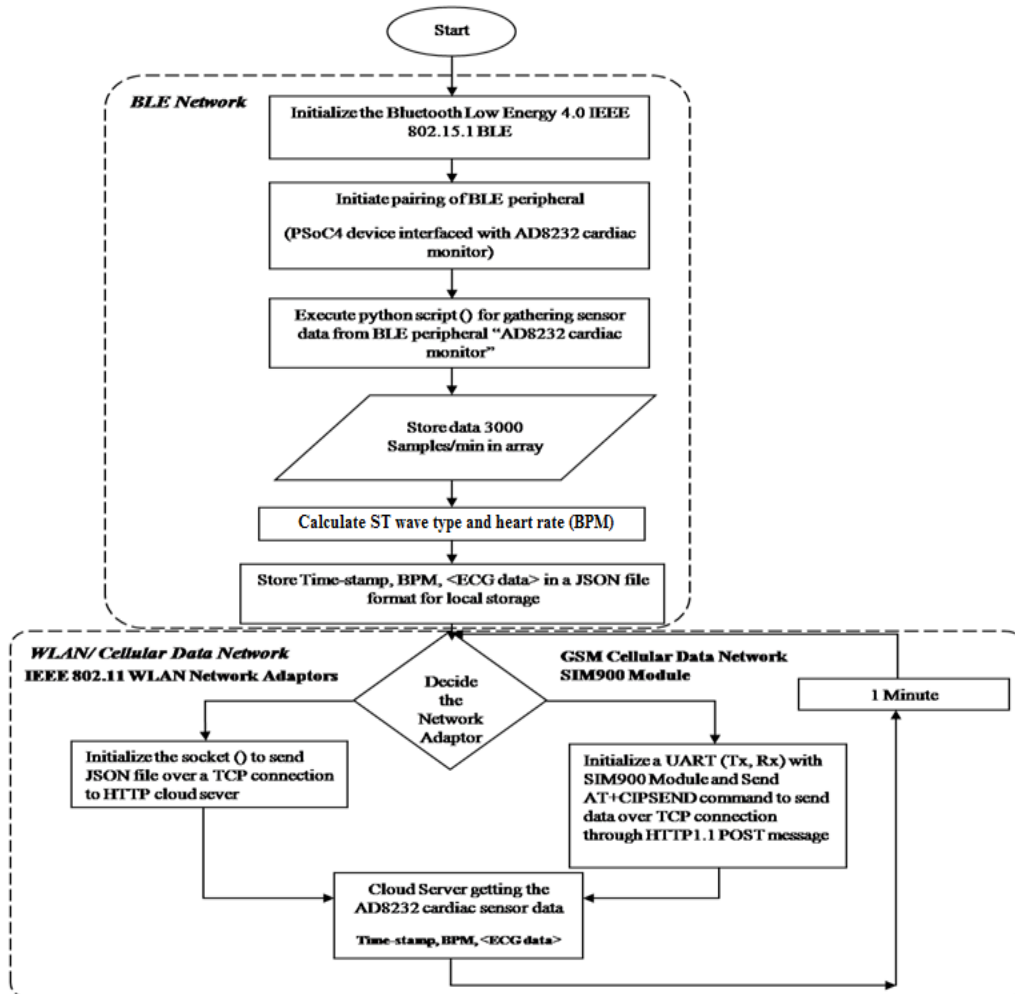 Start
BLE Network
Initialize the Bluetooth Low Energy 4.0 IEEE
802.15.1 BLE
Initiate pairing of BLE peripheral
(PSoC4 device interfaced with AD8232 cardiac
monitor)
Execute python script () for gathering sensor
data from BLE peripheral “AD8232 cardiac
monitor”
Store data 3000
Samples/min in array
Calculate ST wave type and heart rate (BPM)
Store Time-stamp, BPM, <ECG data> in a JSON file
format for local storage
WLAN/ Cellular Data Network
IEEE 802.11 WLAN Network Adaptors
Decide
the
Network
Adaptor
GSM Cellular Data Network
SIM900 Module
1 Minute
Initialize the socket () to send
JSON file over a TCP connection
to HTTP cloud sever
Initialize a UART (Tx, Rx) with
SIM900 Module and Send
AT+CIPSEND command to send
data over TCP connection
through HTTP1.1 POST message
Cloud Server getting the
AD8232 cardiac sensor data
Time-stamp, BPM, <ECG data>